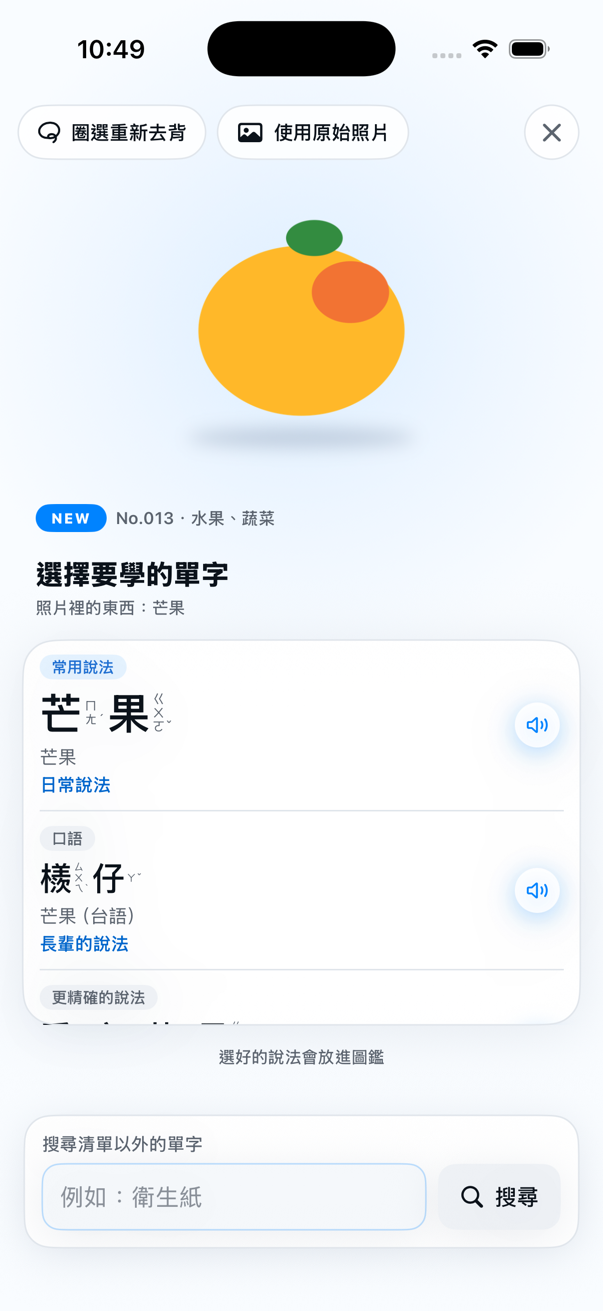 10:49
圈選重新去背
使用原始照片
NEW No.013 · 水果、蔬菜
選擇要學的單字
照片裡的東西：芒果
常用說法
芒ㄇㄤˊ果ㄍㄨㄛˇ
芒果
日常說法
口語
檨ㄙㄨㄟ仔ㄚˇ
芒果 (台語)
長輩的說法
更精確的說法
選好的說法會放進圖鑑
搜尋清單以外的單字
例如：衛生紙
搜尋